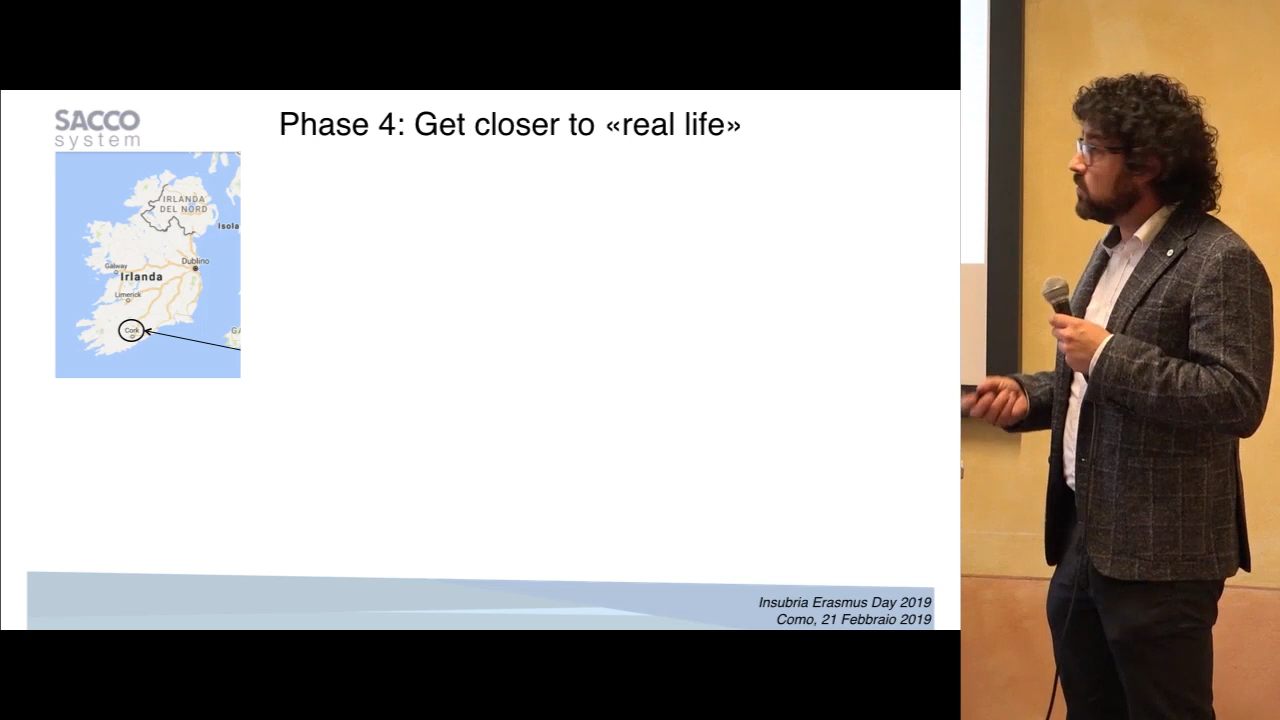 SACCO
system
Phase 4: Get closer to «real life»
IRLANDA
DEL NORD
Isola
Dublino
Galway
Irlanda
Limerick
Cork
Insubria Erasmus Day 2019
Como, 21 Febbraio 2019